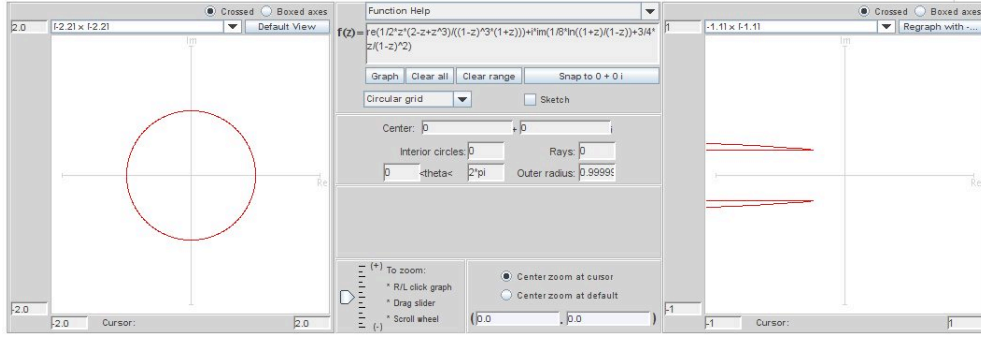 Crossed Boxed axes
2.0 [-2.2] x [-2.2] Default View
Im
Re
-2.0
-2.0 Cursor: 2.0
Function Help
f(z)= re(1/2*z*(2-z+z^3)/((1-z)^3*(1+z)))+i*im(1/8*ln((1+z)/(1-z))+3/4*
z/(1-z)^2)
Graph Clear all Clear range Snap to 0 + 0 i
Circular grid Sketch
Center: 0 + 0 i
Interior circles: 0 Rays: 0
0 <theta< 2*pi Outer radius: 0.9999
(+) To zoom:
* R/L click graph
* Drag slider
* Scroll wheel
(-)
Center zoom at cursor
Center zoom at default
(0.0 , 0.0 )
Crossed Boxed axes
1 [-1.1] x [-1.1] Regraph with -...
Im
Re
-1
-1 Cursor: 1